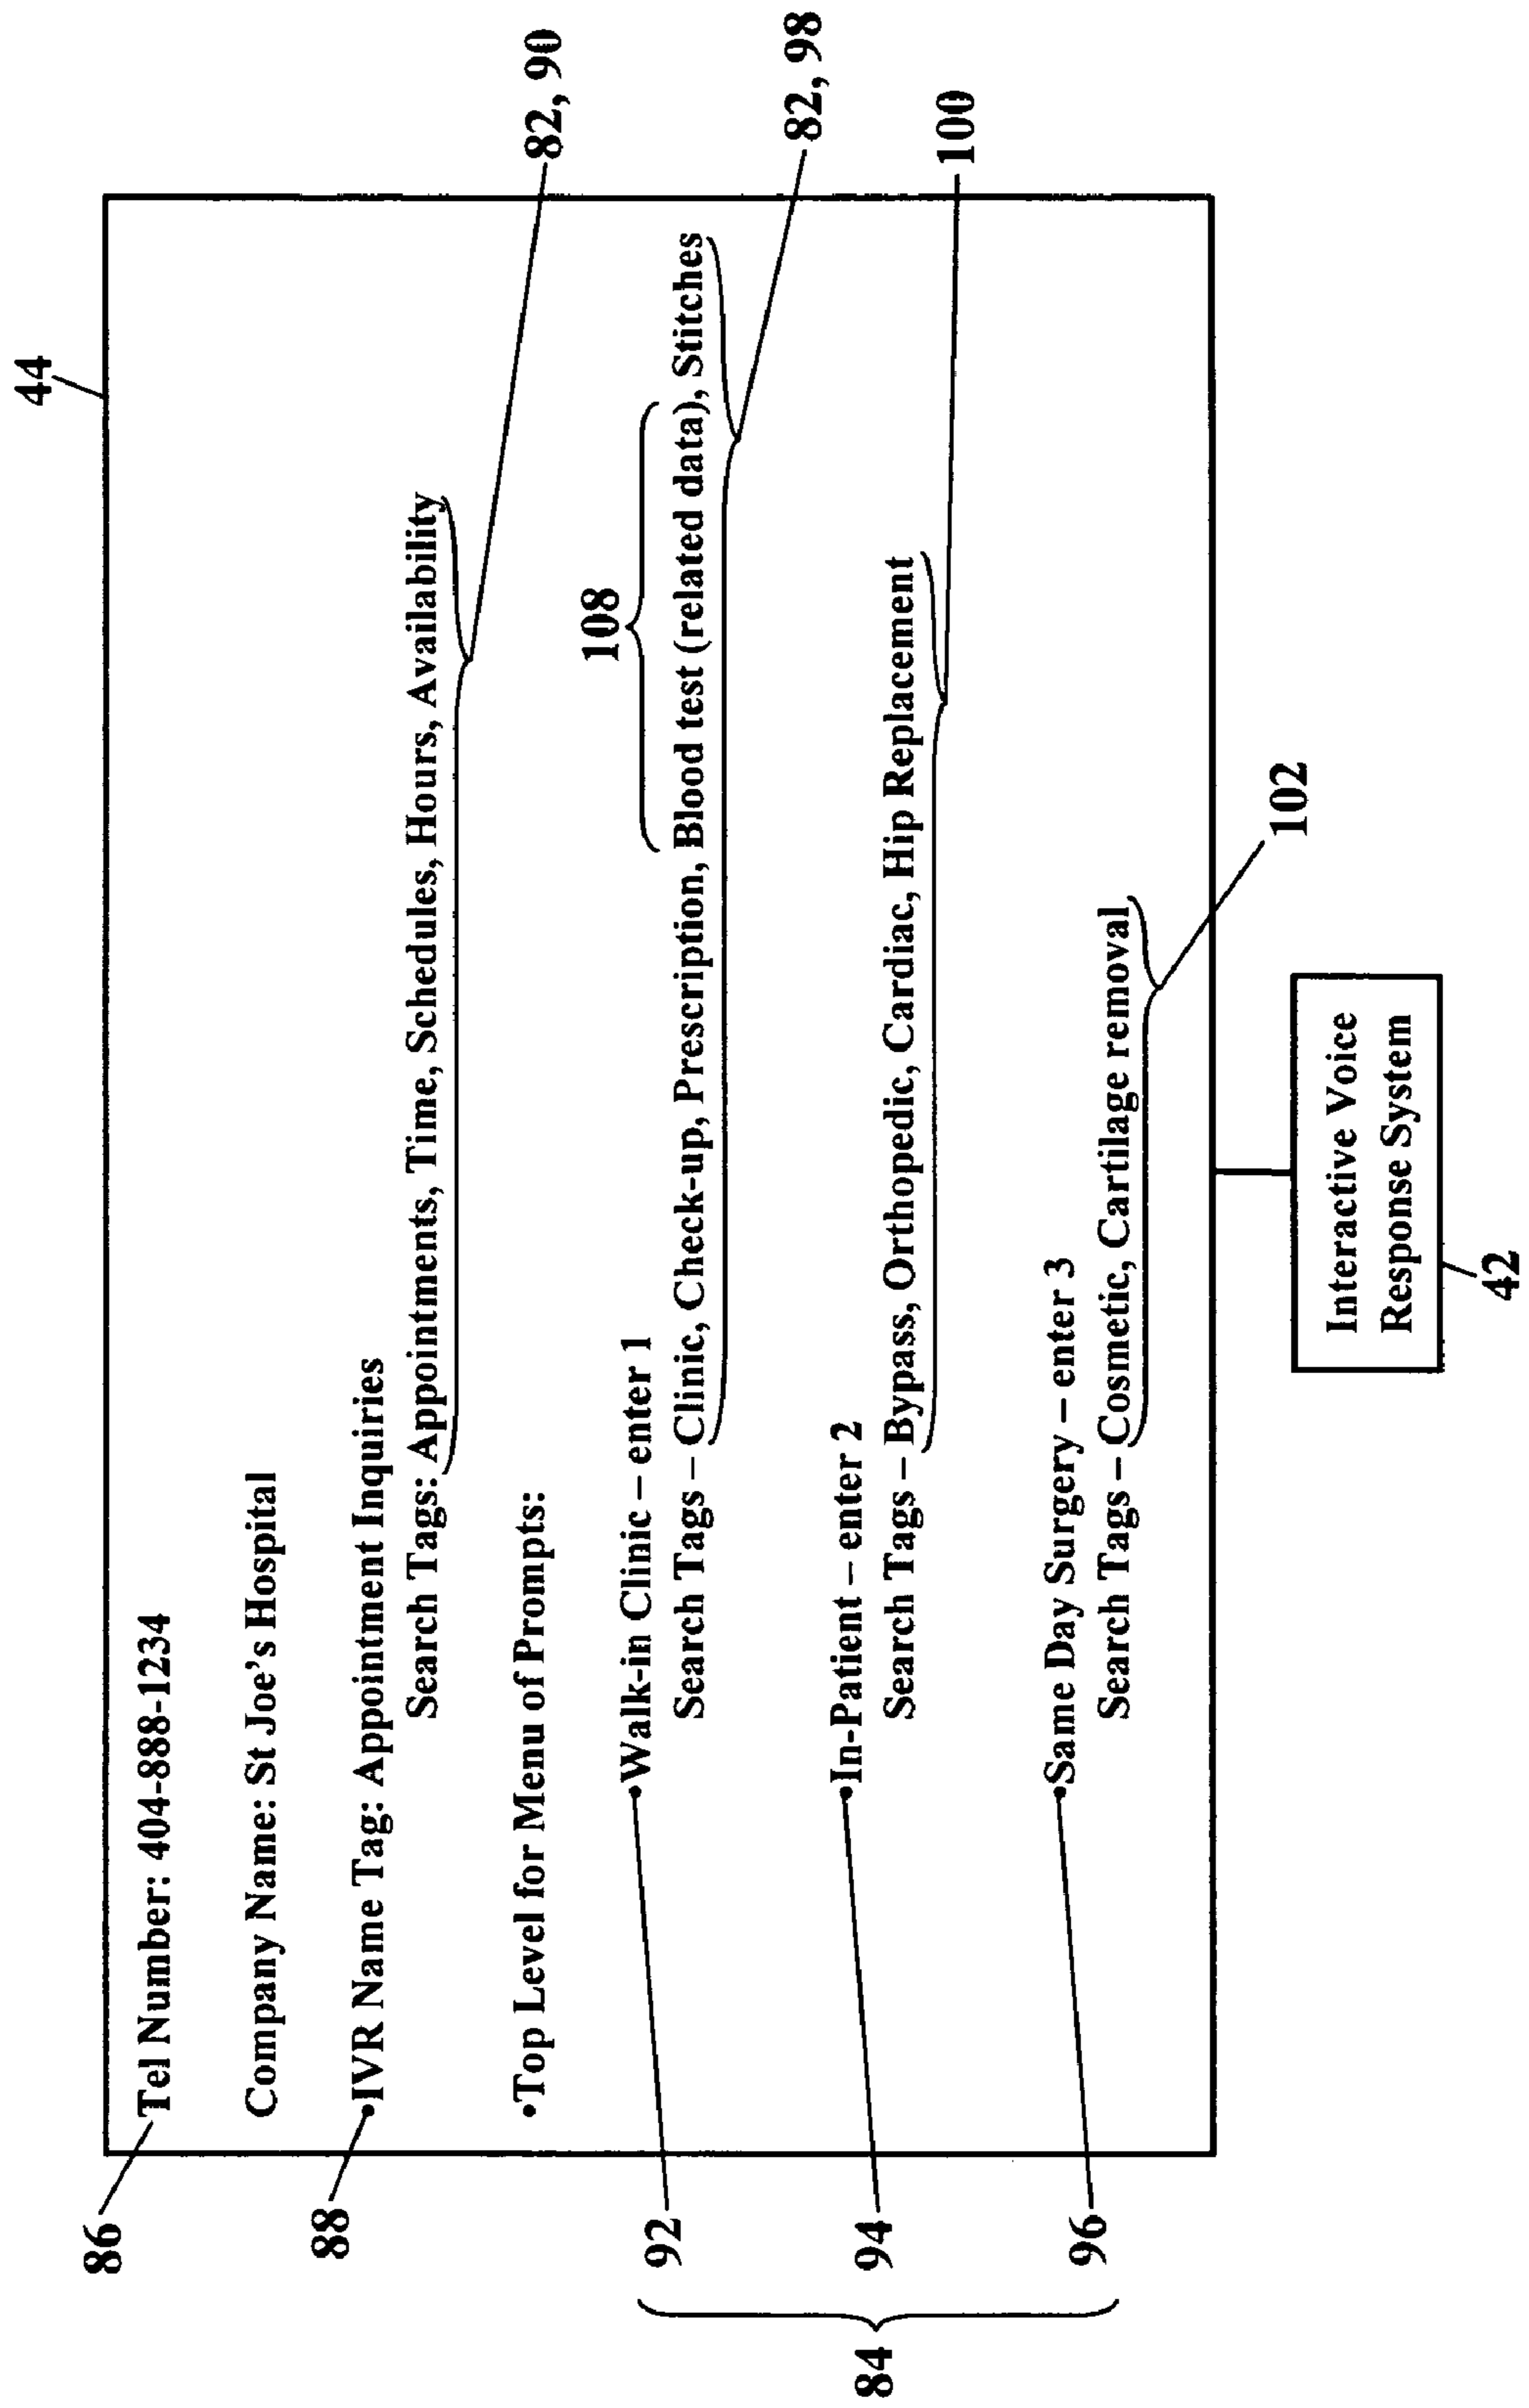 44
86
Tel Number: 404-888-1234
Company Name: St Joe's Hospital
88
•IVR Name Tag: Appointment Inquiries
Search Tags: Appointments, Time, Schedules, Hours, Availability
82, 90
•Top Level for Menu of Prompts:
108
92
•Walk-in Clinic – enter 1
Search Tags – Clinic, Check-up, Prescription, Blood test (related data), Stitches
82, 98
84
94
•In-Patient – enter 2
Search Tags – Bypass, Orthopedic, Cardiac, Hip Replacement
100
96
•Same Day Surgery – enter 3
Search Tags – Cosmetic, Cartilage removal
102
Interactive Voice
Response System
42